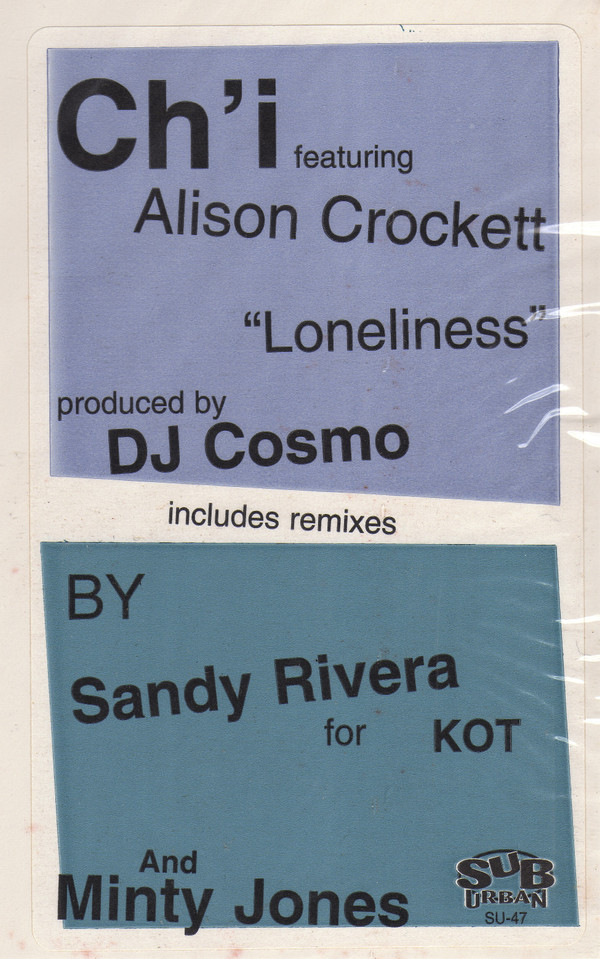 Ch'i featuring
Alison Crockett
“Loneliness”
produced by
DJ Cosmo
includes remixes
BY
Sandy Rivera
for KOT
And
Minty Jones
SUB
URBAN
SU-47